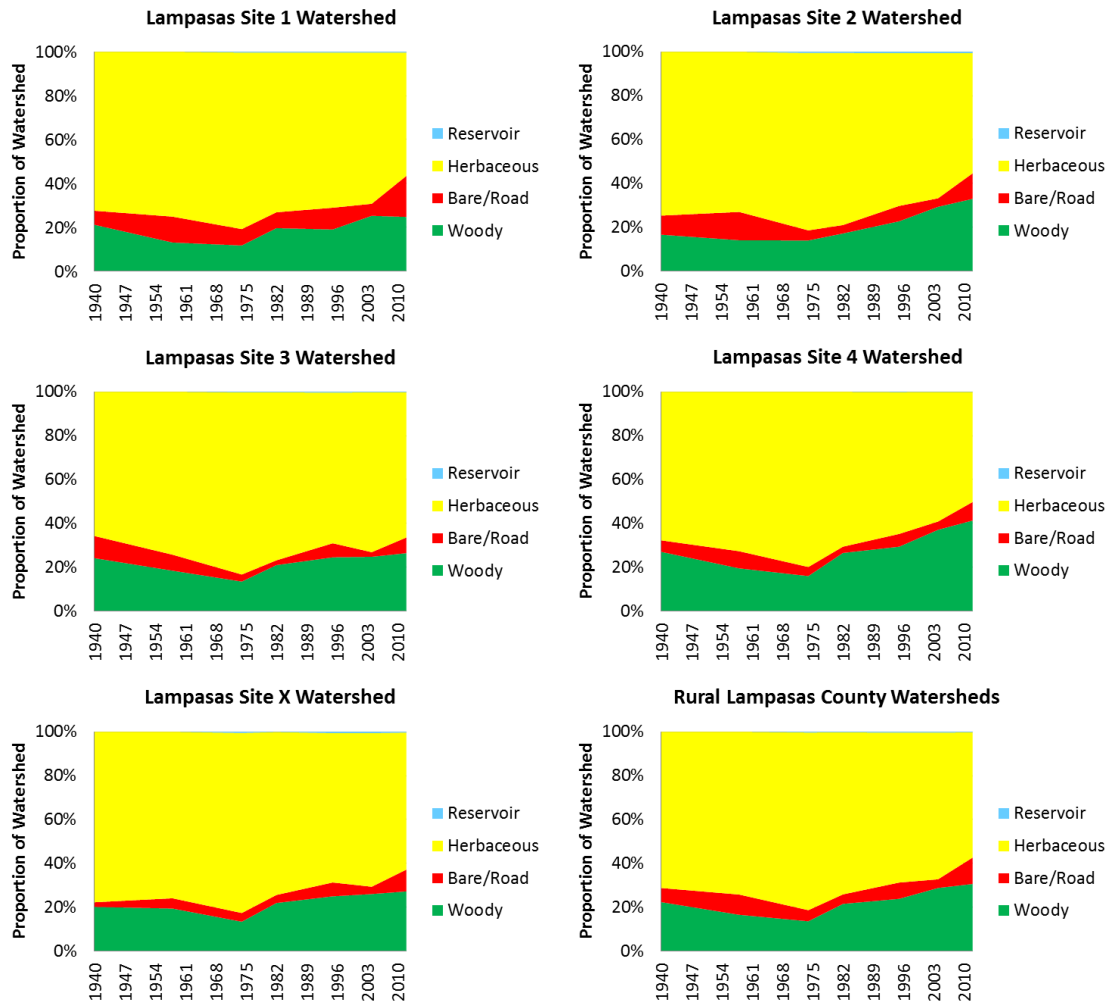 Lampasas Site 1 Watershed
Proportion of Watershed
100%
80%
60%
40%
20%
0%
1940 1947 1954 1961 1968 1975 1982 1989 1996 2003 2010
Reservoir
Herbaceous
Bare/Road
Woody
Lampasas Site 2 Watershed
Proportion of Watershed
100%
80%
60%
40%
20%
0%
1940 1947 1954 1961 1968 1975 1982 1989 1996 2003 2010
Reservoir
Herbaceous
Bare/Road
Woody
Lampasas Site 3 Watershed
Proportion of Watershed
100%
80%
60%
40%
20%
0%
1940 1947 1954 1961 1968 1975 1982 1989 1996 2003 2010
Reservoir
Herbaceous
Bare/Road
Woody
Lampasas Site 4 Watershed
Proportion of Watershed
100%
80%
60%
40%
20%
0%
1940 1947 1954 1961 1968 1975 1982 1989 1996 2003 2010
Reservoir
Herbaceous
Bare/Road
Woody
Lampasas Site X Watershed
Proportion of Watershed
100%
80%
60%
40%
20%
0%
1940 1947 1954 1961 1968 1975 1982 1989 1996 2003 2010
Reservoir
Herbaceous
Bare/Road
Woody
Rural Lampasas County Watersheds
Proportion of Watershed
100%
80%
60%
40%
20%
0%
1940 1947 1954 1961 1968 1975 1982 1989 1996 2003 2010
Reservoir
Herbaceous
Bare/Road
Woody